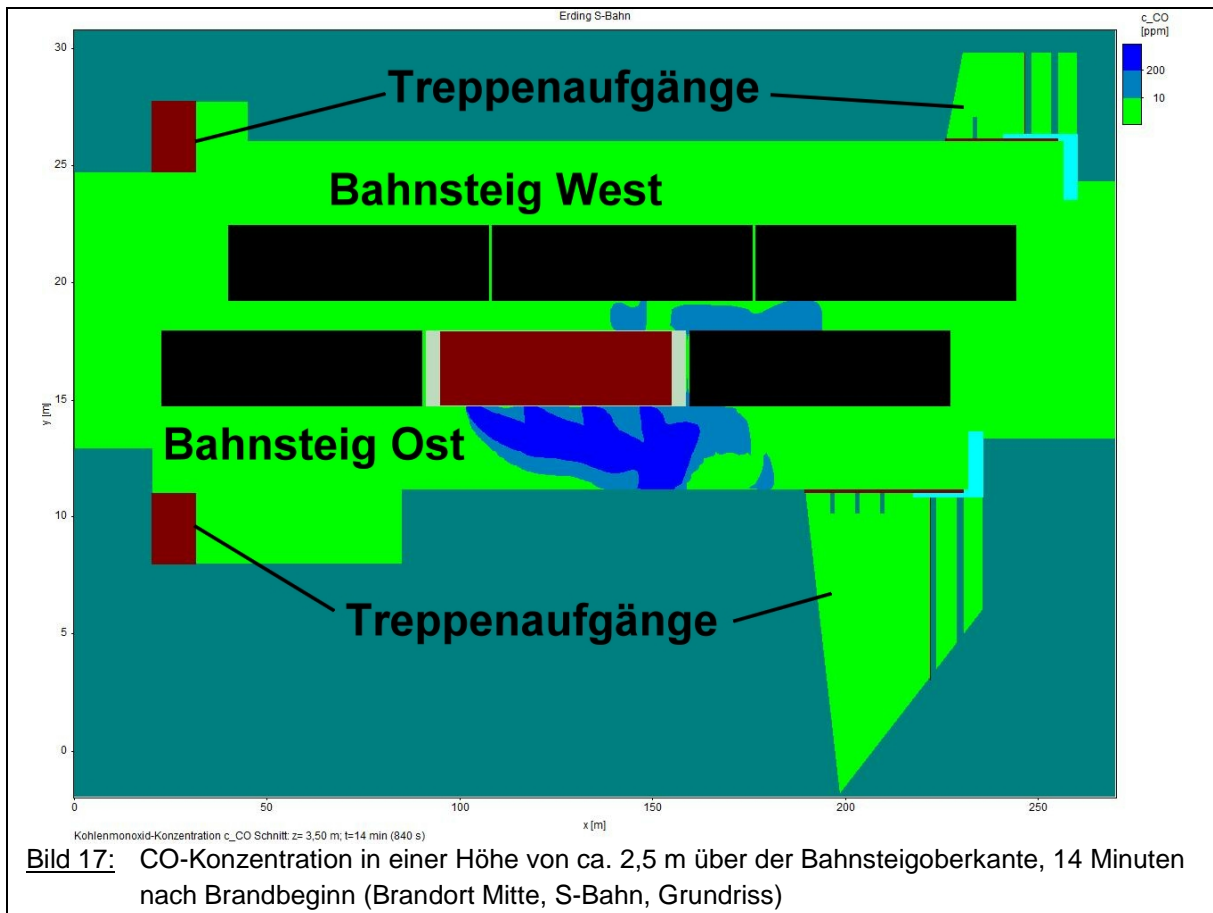 Erding S-Bahn
c_CO
[ppm]
200
10
30
25
20
15
10
5
0
y [m]
Treppenaufgänge
Bahnsteig West
Bahnsteig Ost
Treppenaufgänge
0
50
100
150
200
250
x [m]
Kohlenmonoxid-Konzentration c_CO Schnitt: z= 3,50 m; t=14 min (840 s)
Bild 17: CO-Konzentration in einer Höhe von ca. 2,5 m über der Bahnsteigoberkante, 14 Minuten
nach Brandbeginn (Brandort Mitte, S-Bahn, Grundriss)